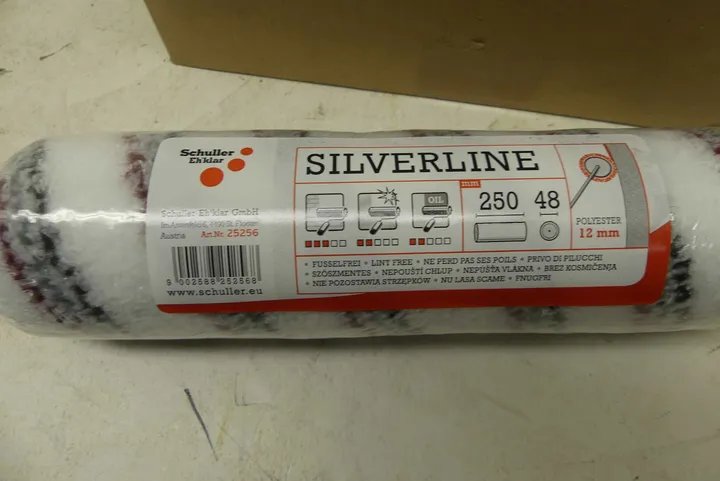 Schuller
Eh'klar
SILVERLINE
Schuller Eh'klar GmbH
Austria Art.Nr. 25256
9 002588 252568
www.schuller.eu
OIL
250 48
POLYESTER
12 mm
• FUSSELFREI • LINT FREE • NE PERD PAS SES POILS • PRIVO DI PILUCCHI
• SZÖSZMENTES • NEPOUŠTÍ CHLUP • NEPÚŠŤA VLÁKNA • BREZ KOSMIČENJA
• NIE POZOSTAWIA STRZĘPKÓW • NU LASA SCAME • FNUGFRI